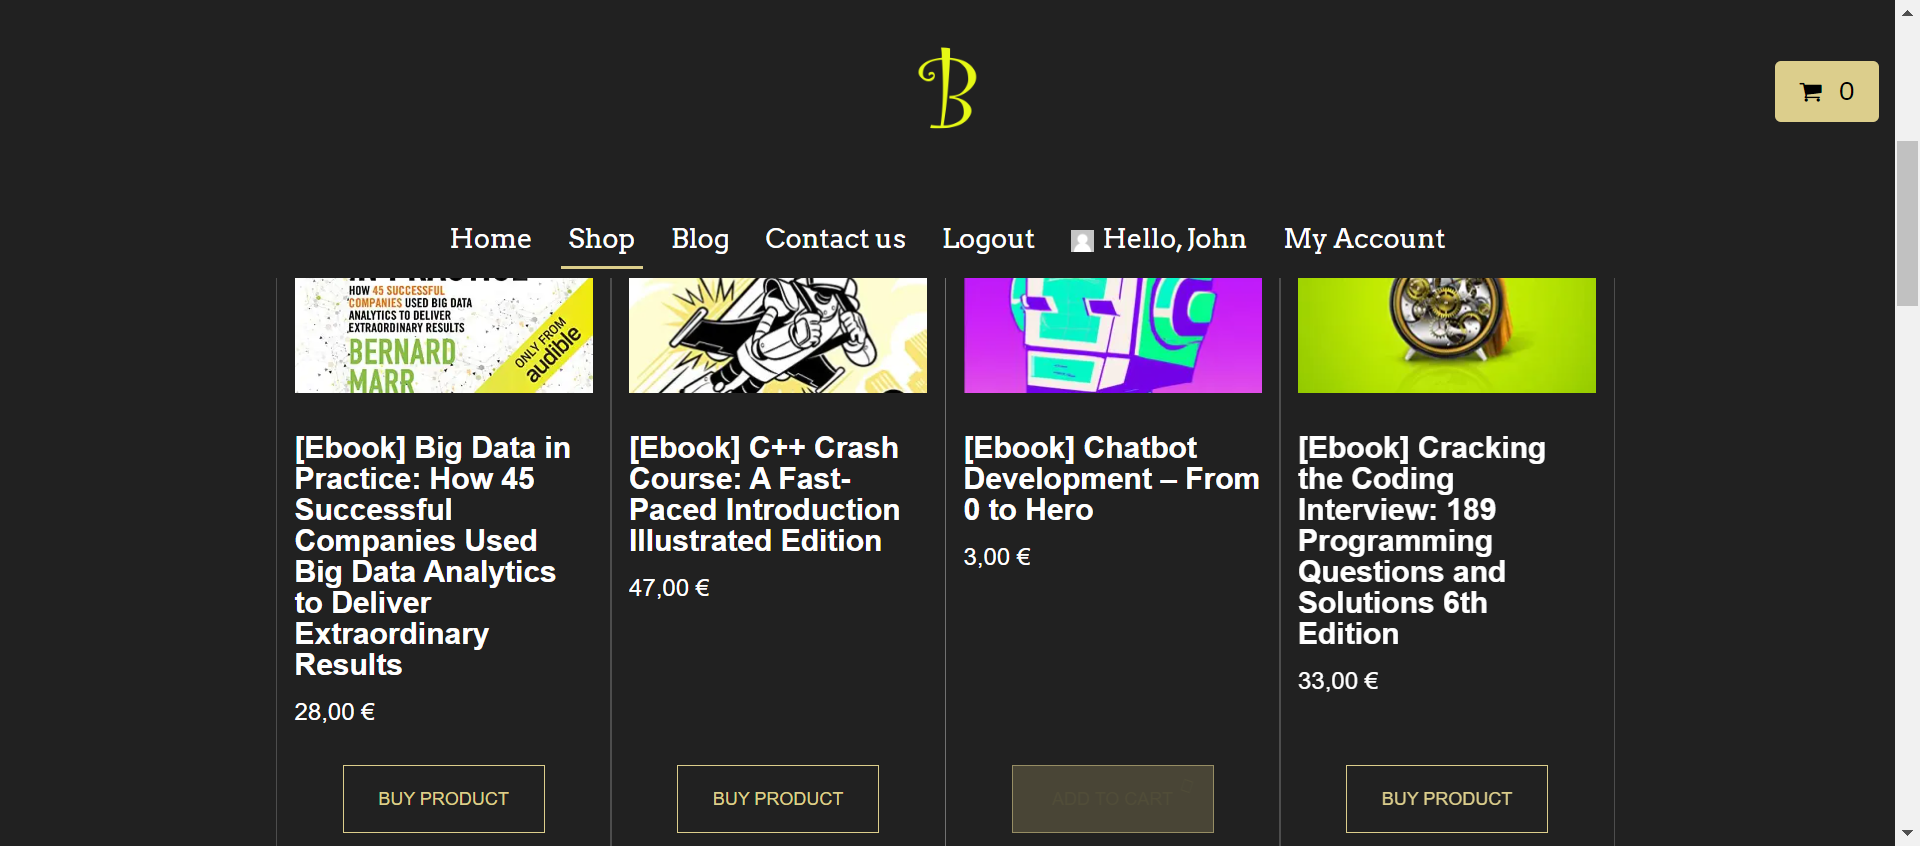 B
0
Home Shop Blog Contact us Logout Hello, John My Account
HOW 45 SUCCESSFUL
COMPANIES USED BIG DATA
ANALYTICS TO DELIVER
EXTRAORDINARY RESULTS
BERNARD
MARR
ONLY FROM
audible
[Ebook] Big Data in
Practice: How 45
Successful
Companies Used
Big Data Analytics
to Deliver
Extraordinary
Results
28,00 €
BUY PRODUCT
[Ebook] C++ Crash
Course: A Fast-
Paced Introduction
Illustrated Edition
47,00 €
BUY PRODUCT
[Ebook] Chatbot
Development – From
0 to Hero
3,00 €
ADD TO CART
[Ebook] Cracking
the Coding
Interview: 189
Programming
Questions and
Solutions 6th
Edition
33,00 €
BUY PRODUCT